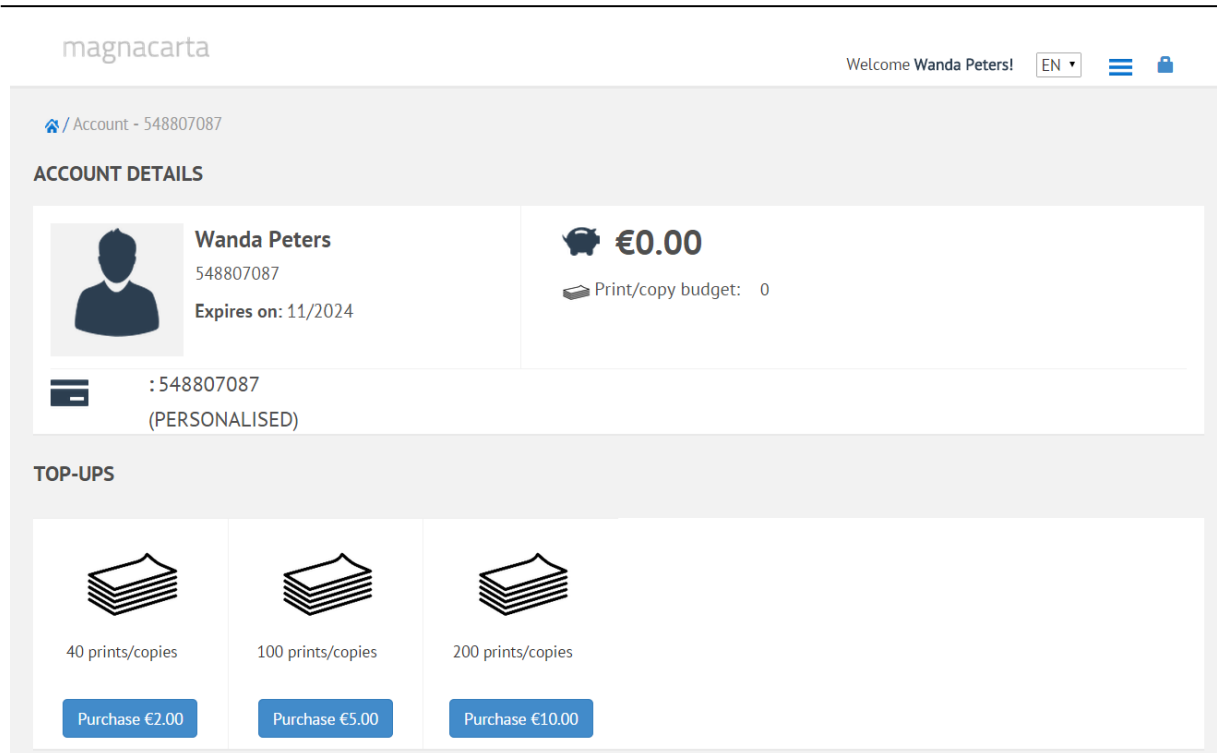 magnacarta
Welcome Wanda Peters! EN
/ Account - 548807087
ACCOUNT DETAILS
Wanda Peters
548807087
Expires on: 11/2024
€0.00
Print/copy budget: 0
: 548807087
(PERSONALISED)
TOP-UPS
40 prints/copies
100 prints/copies
200 prints/copies
Purchase €2.00
Purchase €5.00
Purchase €10.00